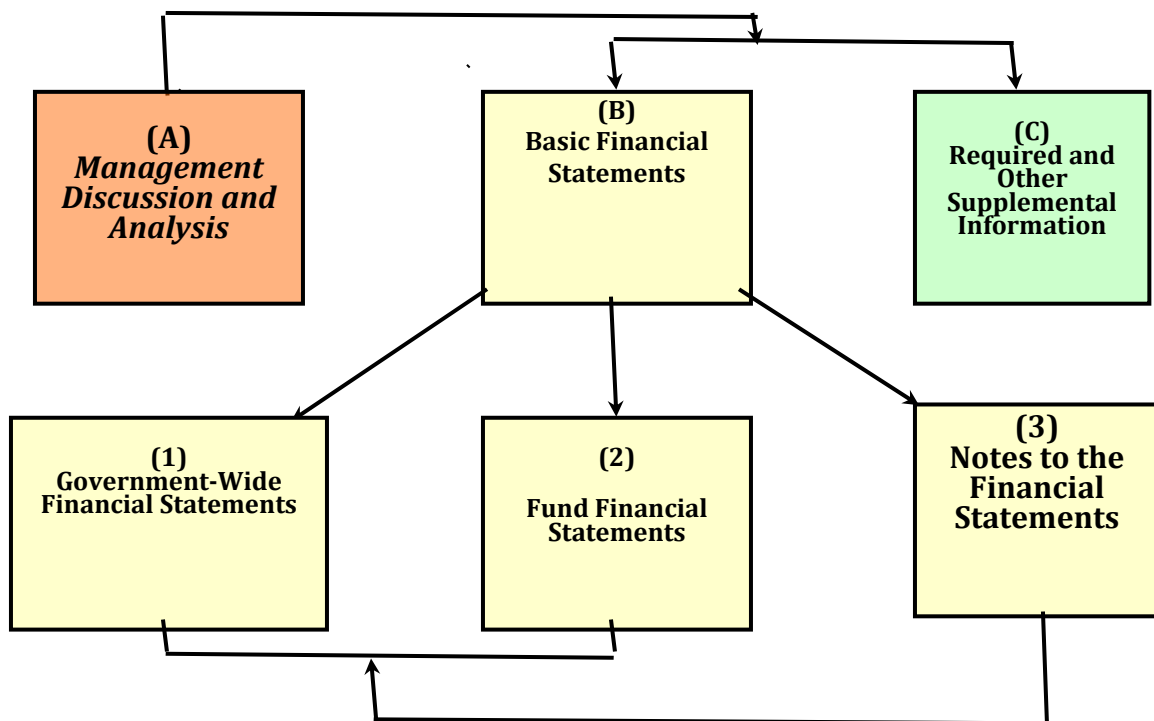 (A)
Management
Discussion and
Analysis
(B)
Basic Financial
Statements
(C)
Required and
Other
Supplemental
Information
(1)
Government-Wide
Financial Statements
(2)
Fund Financial
Statements
(3)
Notes to the
Financial
Statements